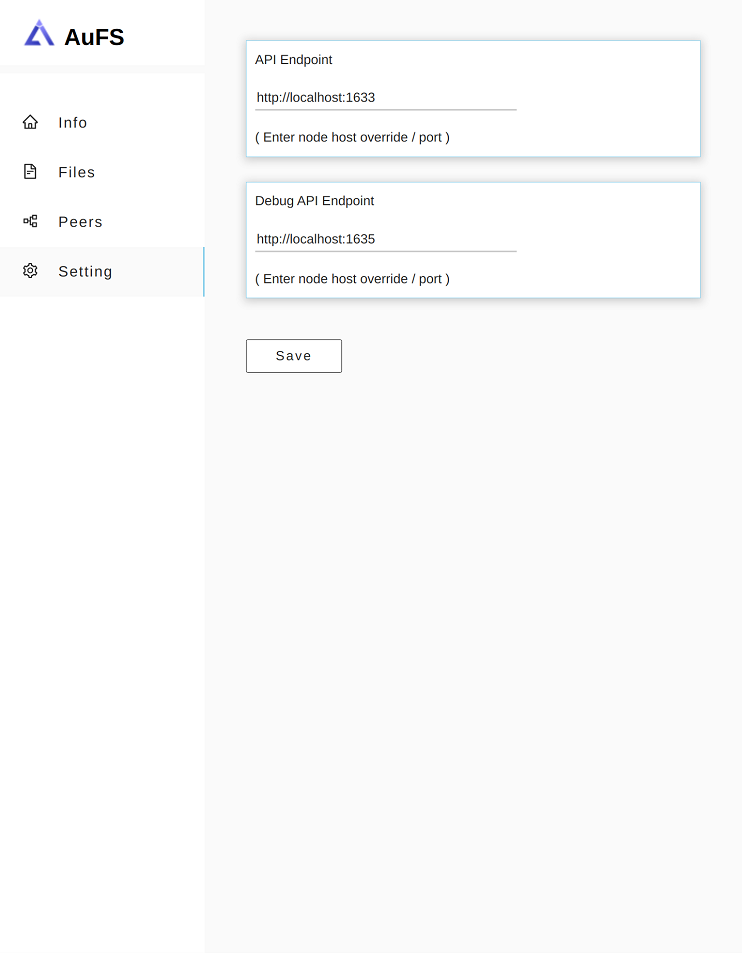 AuFS
Info
Files
Peers
Setting
API Endpoint
http://localhost:1633
( Enter node host override / port )
Debug API Endpoint
http://localhost:1635
( Enter node host override / port )
Save